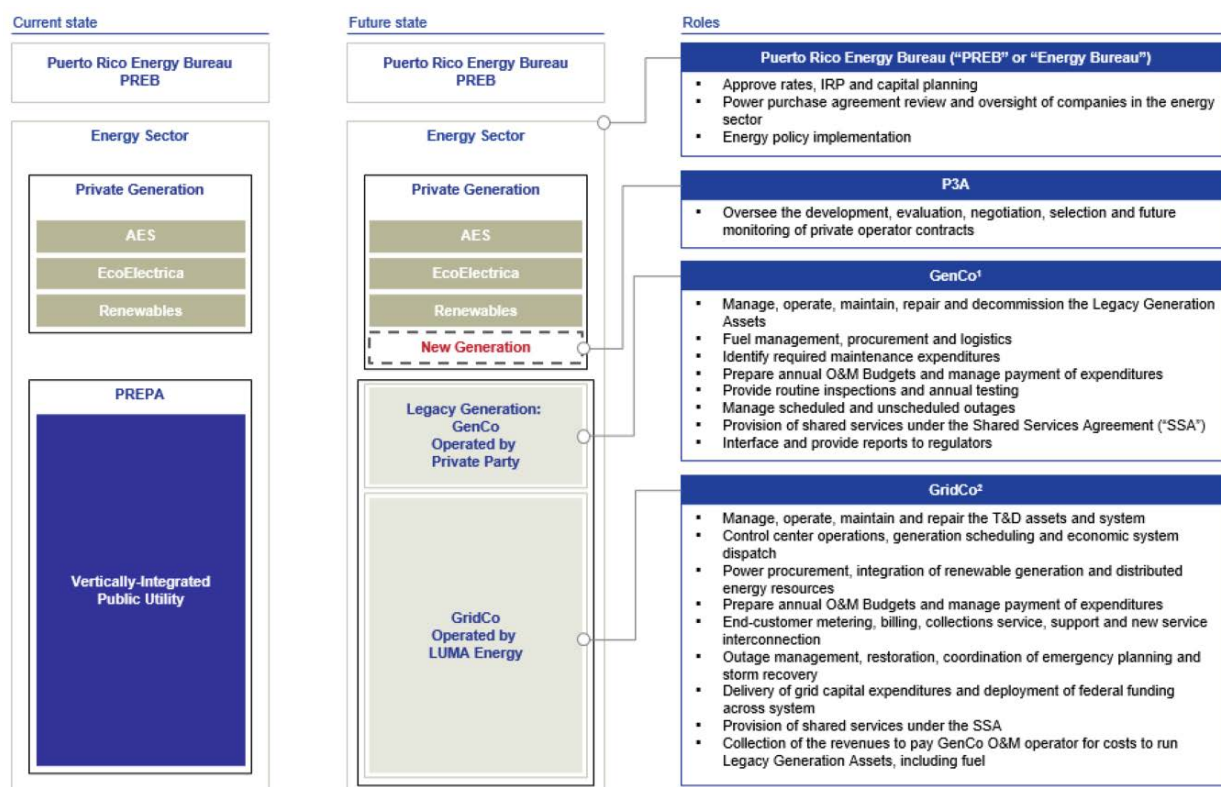 Current state
Puerto Rico Energy Bureau
PREB
Energy Sector
Private Generation
AES
EcoElectrica
Renewables
PREPA
Vertically-Integrated
Public Utility
Future state
Puerto Rico Energy Bureau
PREB
Energy Sector
Private Generation
AES
EcoElectrica
Renewables
New Generation
Legacy Generation:
GenCo
Operated by
Private Party
GridCo
Operated by
LUMA Energy
Roles
Puerto Rico Energy Bureau (“PREB” or “Energy Bureau”)
▪ Approve rates, IRP and capital planning
▪ Power purchase agreement review and oversight of companies in the energy
sector
▪ Energy policy implementation
P3A
▪ Oversee the development, evaluation, negotiation, selection and future
monitoring of private operator contracts
GenCo¹
▪ Manage, operate, maintain, repair and decommission the Legacy Generation
Assets
▪ Fuel management, procurement and logistics
▪ Identify required maintenance expenditures
▪ Prepare annual O&M Budgets and manage payment of expenditures
▪ Provide routine inspections and annual testing
▪ Manage scheduled and unscheduled outages
▪ Provision of shared services under the Shared Services Agreement (“SSA”)
▪ Interface and provide reports to regulators
GridCo²
▪ Manage, operate, maintain and repair the T&D assets and system
▪ Control center operations, generation scheduling and economic system
dispatch
▪ Power procurement, integration of renewable generation and distributed
energy resources
▪ Prepare annual O&M Budgets and manage payment of expenditures
▪ End-customer metering, billing, collections service, support and new service
interconnection
▪ Outage management, restoration, coordination of emergency planning and
storm recovery
▪ Delivery of grid capital expenditures and deployment of federal funding
across system
▪ Provision of shared services under the SSA
▪ Collection of the revenues to pay GenCo O&M operator for costs to run
Legacy Generation Assets, including fuel